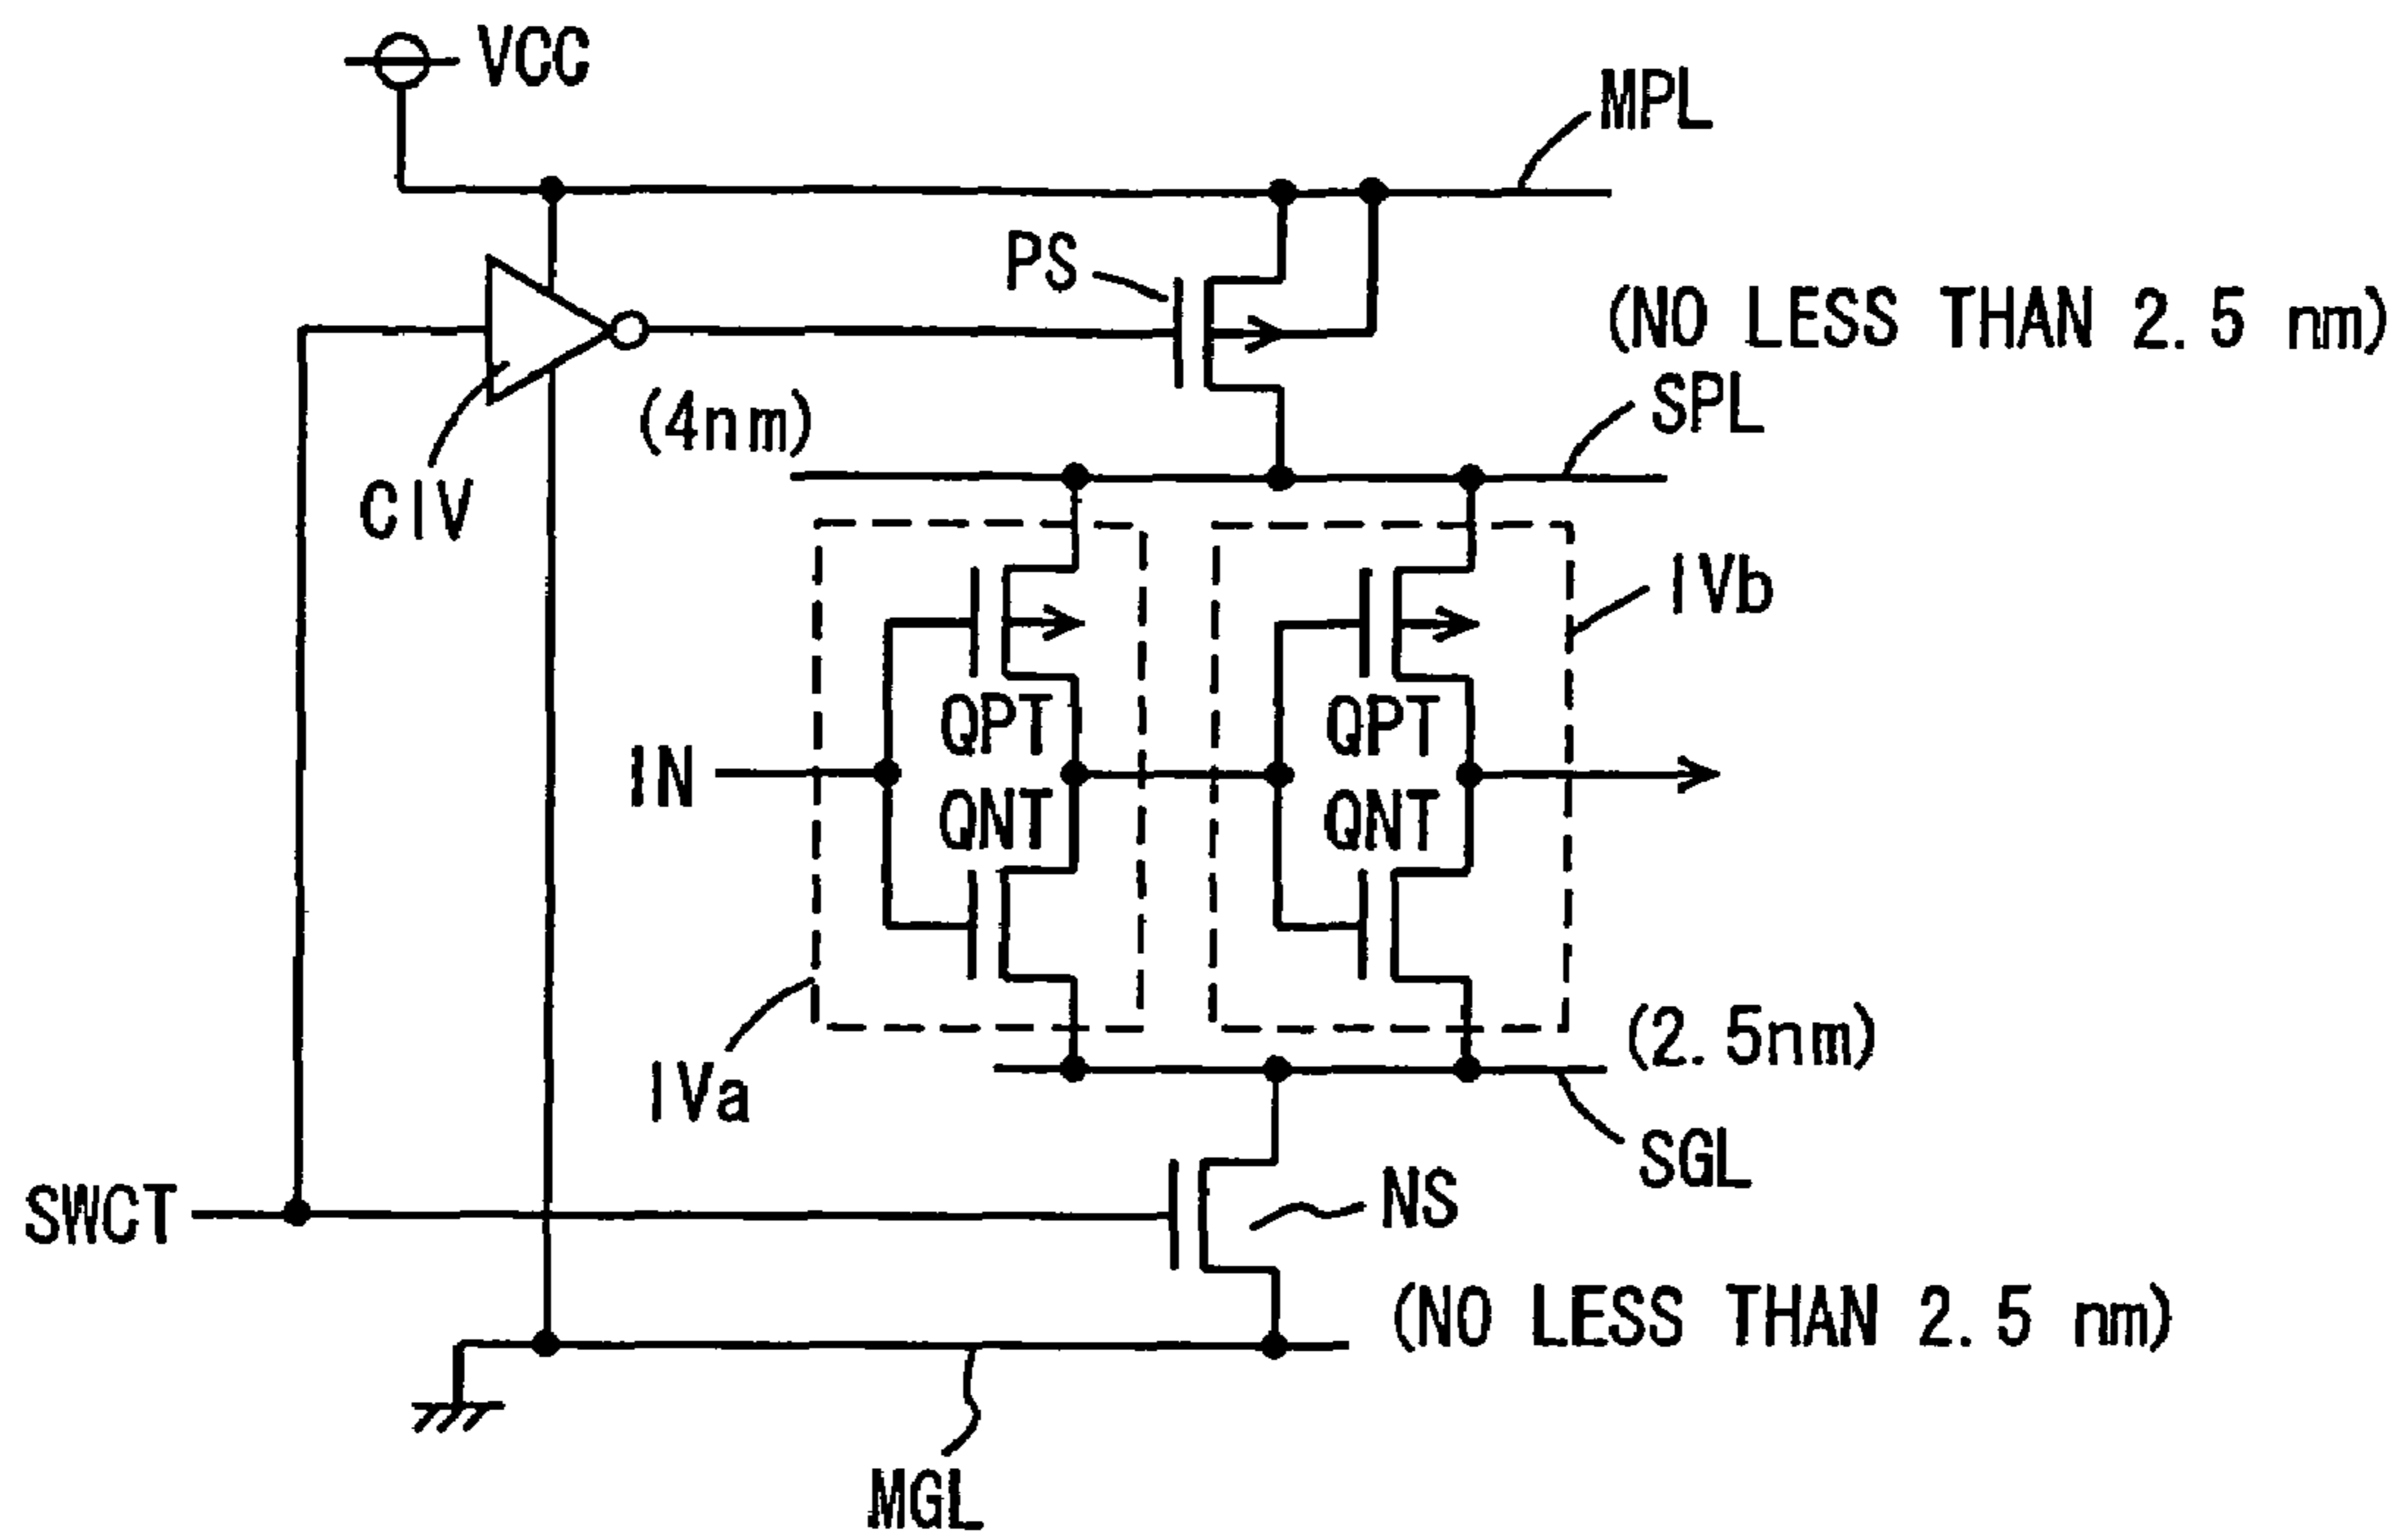 VCC
MPL
PS
(NO LESS THAN 2.5 nm)
SPL
(4nm)
CIV
IVb
QPT
QPT
IN
QNT
QNT
(2.5nm)
IVa
SGL
SWCT
NS
(NO LESS THAN 2.5 nm)
MGL